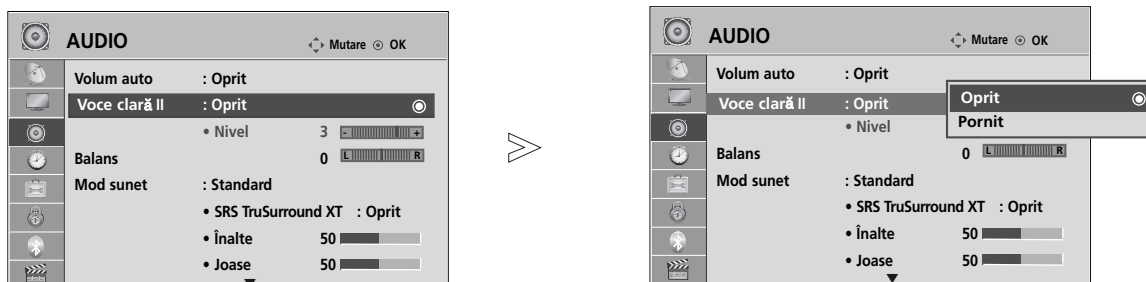 AUDIO
Mutare OK
Volum auto : Oprit
Voce clară II : Oprit
• Nivel 3 - +
Balans 0 L R
Mod sunet : Standard
• SRS TruSurround XT : Oprit
• Înalte 50
• Joase 50
AUDIO
Mutare OK
Volum auto : Oprit
Voce clară II : Oprit
Oprit
Pornit
• Nivel
Balans 0 L R
Mod sunet : Standard
• SRS TruSurround XT : Oprit
• Înalte 50
• Joase 50